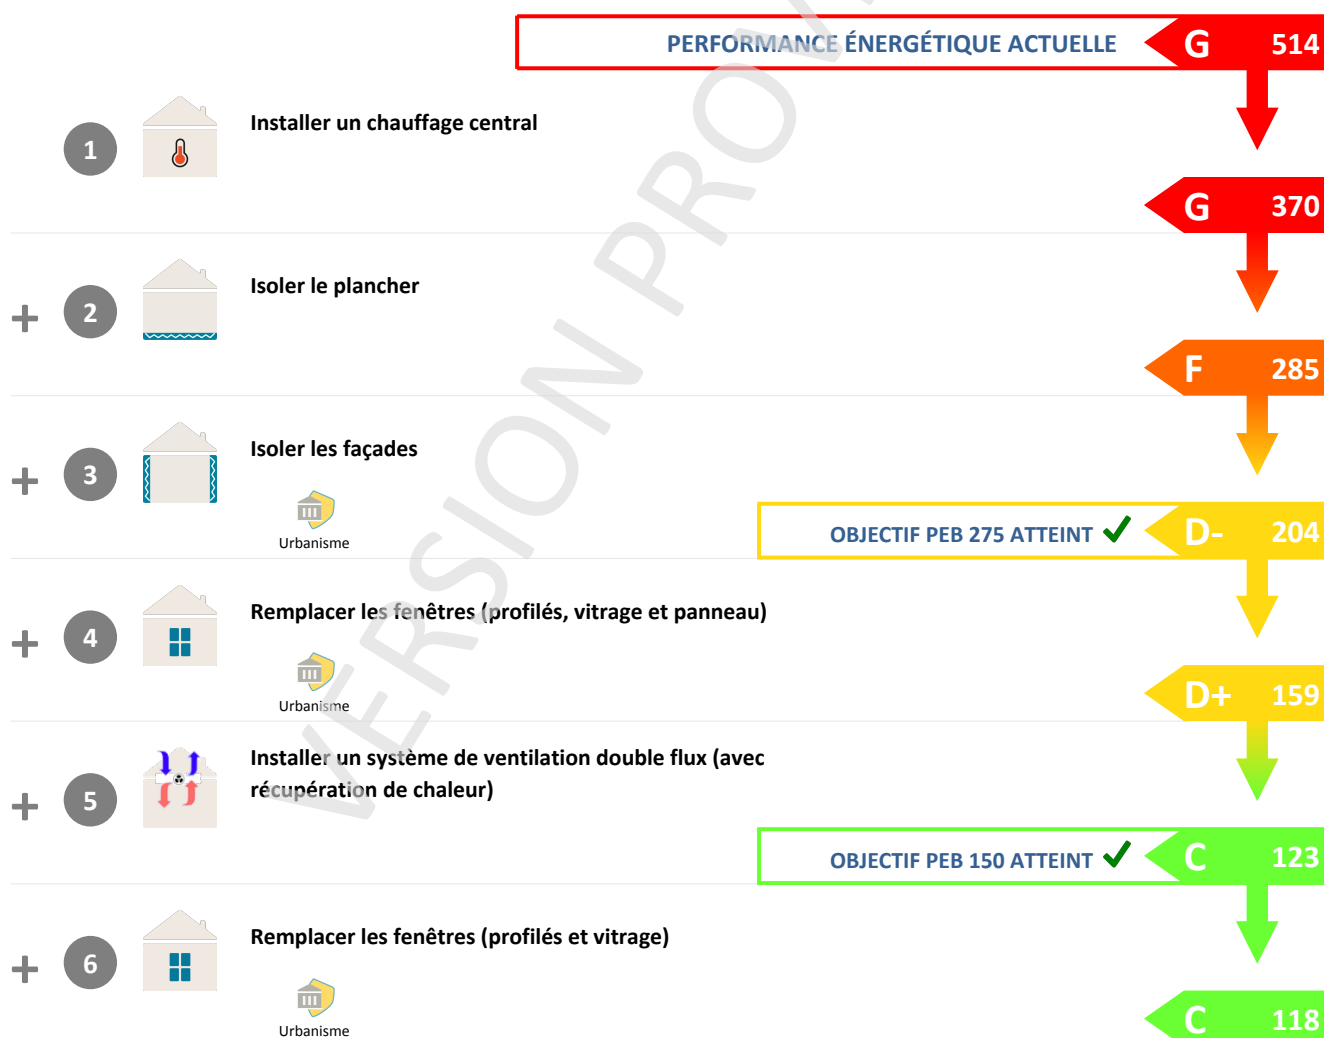 PERFORMANCE ÉNERGÉTIQUE ACTUELLE G 514
1 Installer un chauffage central
G 370
+ 2 Isoler le plancher
F 285
+ 3 Isoler les façades
Urbanisme
OBJECTIF PEB 275 ATTEINT D- 204
+ 4 Remplacer les fenêtres (profilés, vitrage et panneau)
Urbanisme
D+ 159
+ 5 Installer un système de ventilation double flux (avec
récupération de chaleur)
OBJECTIF PEB 150 ATTEINT C 123
+ 6 Remplacer les fenêtres (profilés et vitrage)
Urbanisme
C 118
VERSION PROVI